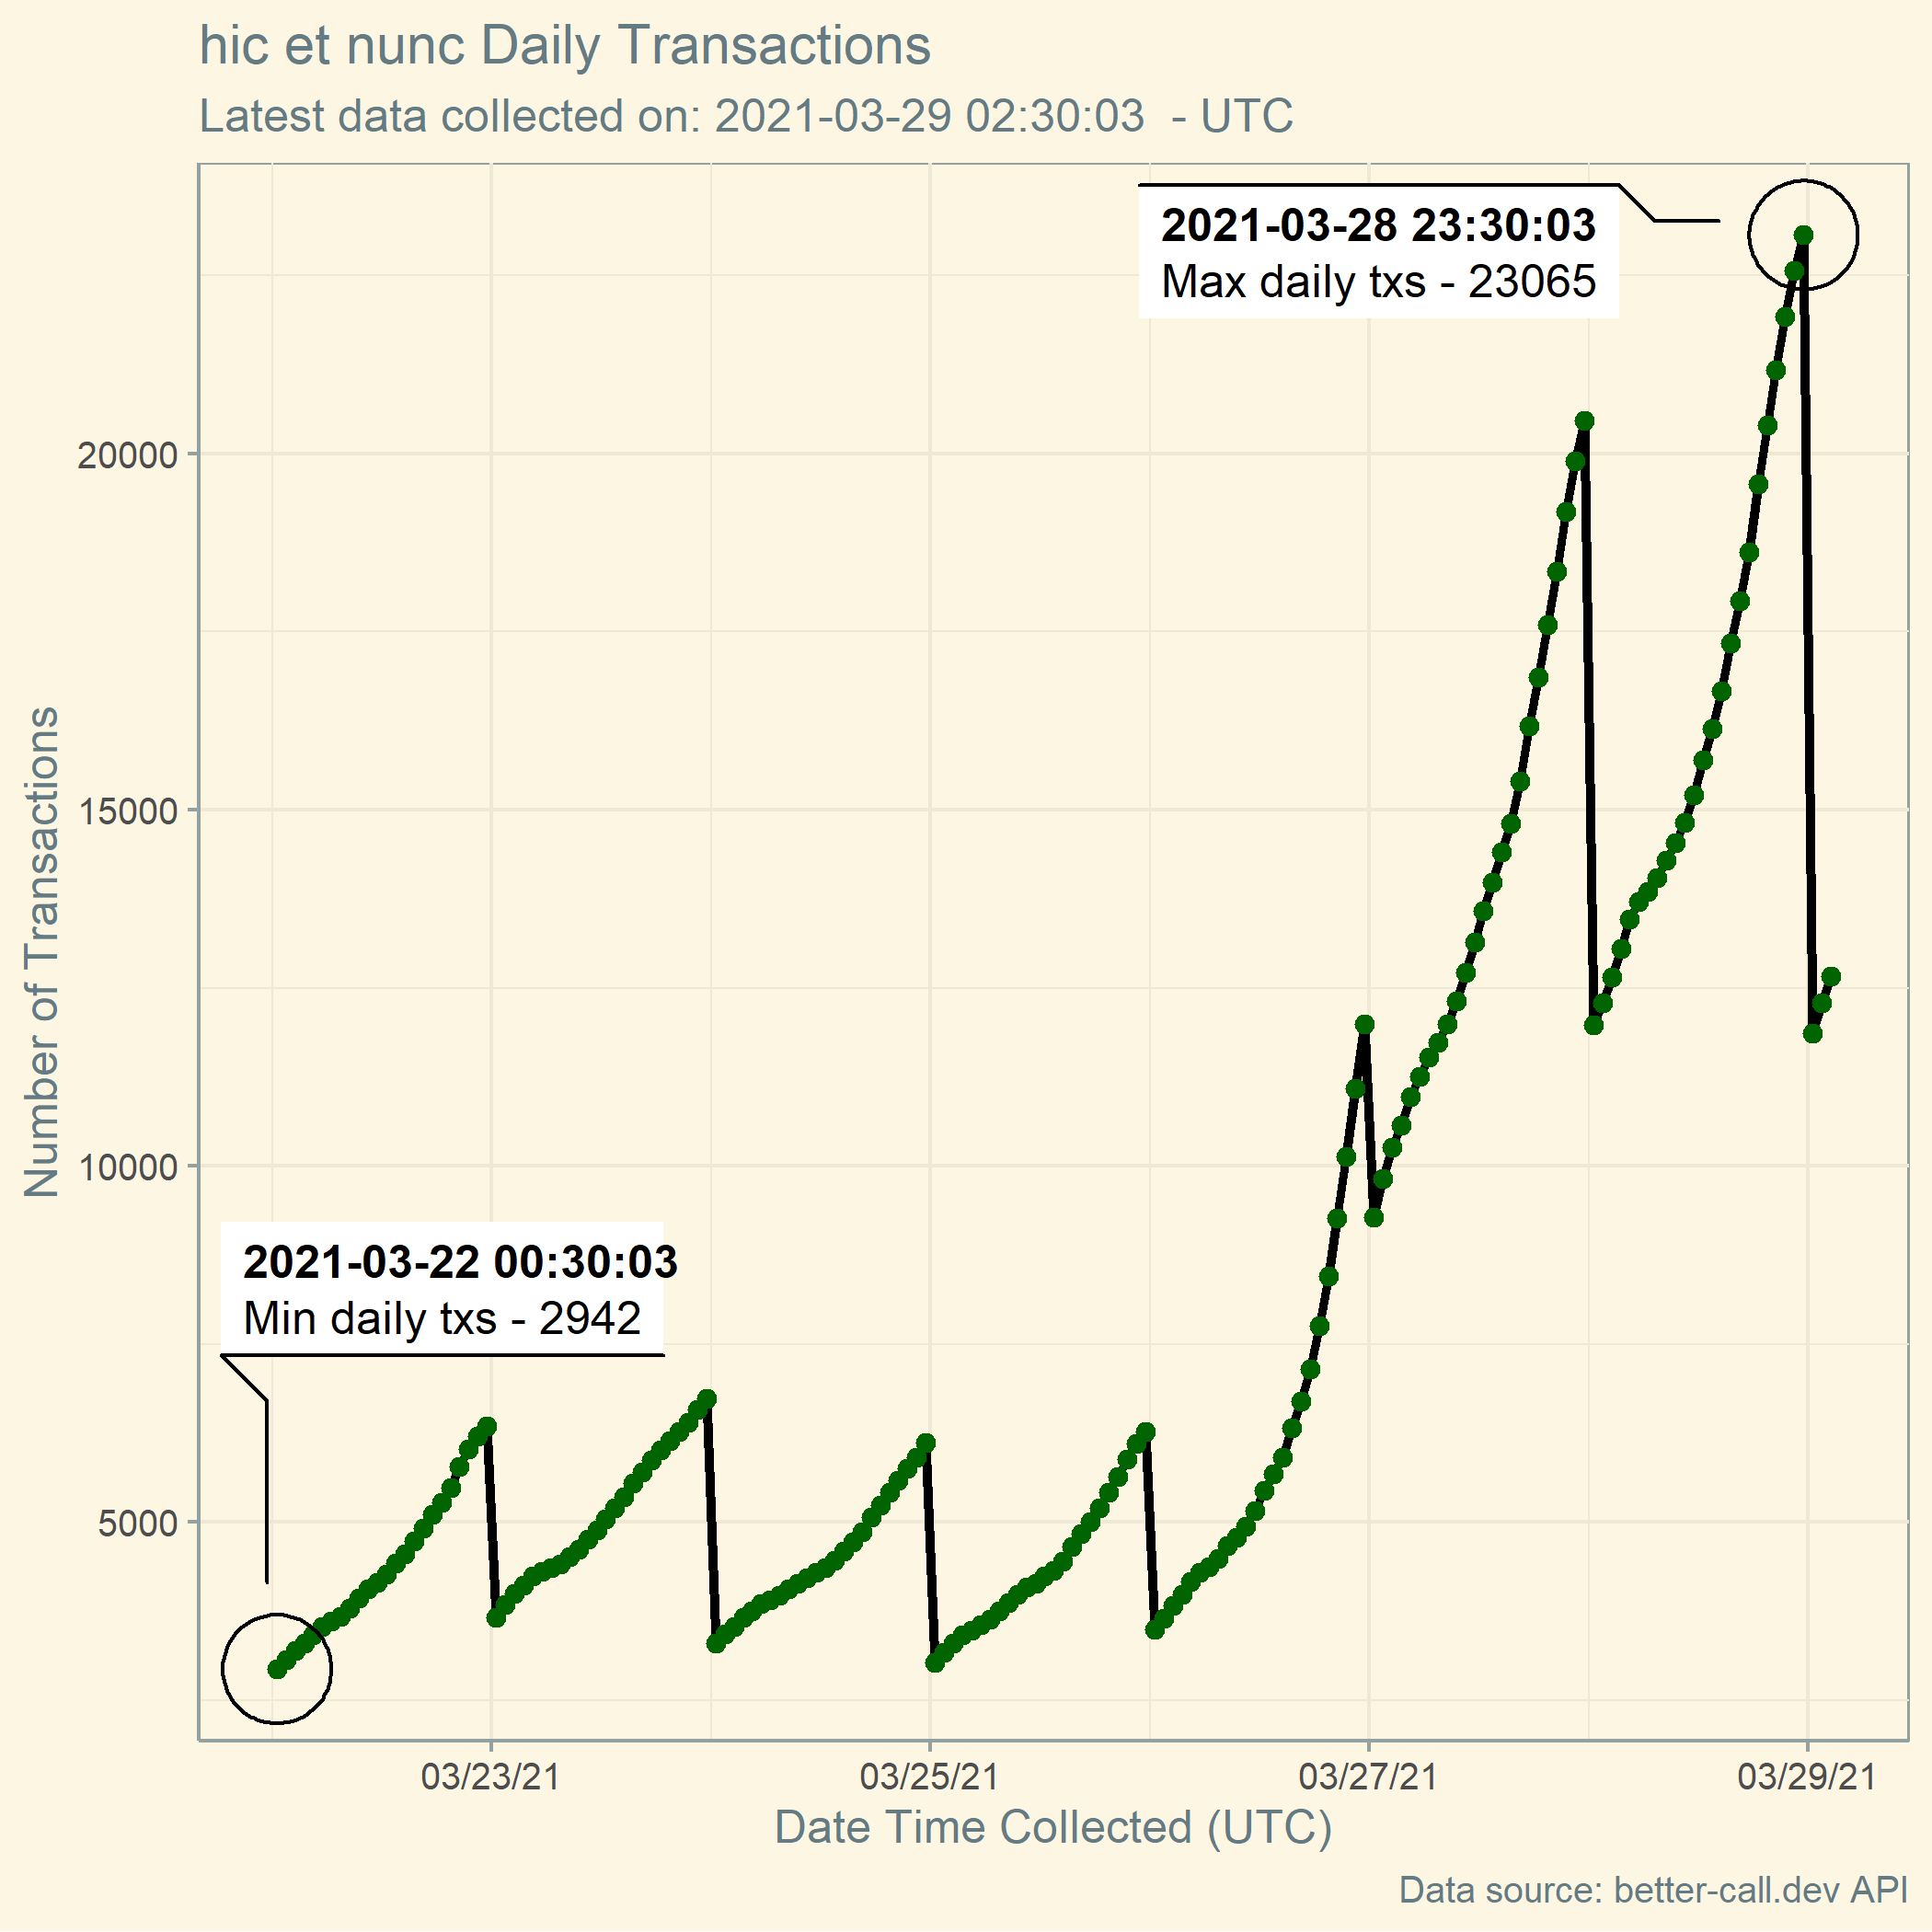 hic et nunc Daily Transactions
Latest data collected on: 2021-03-29 02:30:03  - UTC
2021-03-28 23:30:03
Max daily txs - 23065
20000
15000
10000
5000
Number of Transactions
2021-03-22 00:30:03
Min daily txs - 2942
03/23/21
03/25/21
03/27/21
03/29/21
Date Time Collected (UTC)
Data source: better-call.dev API